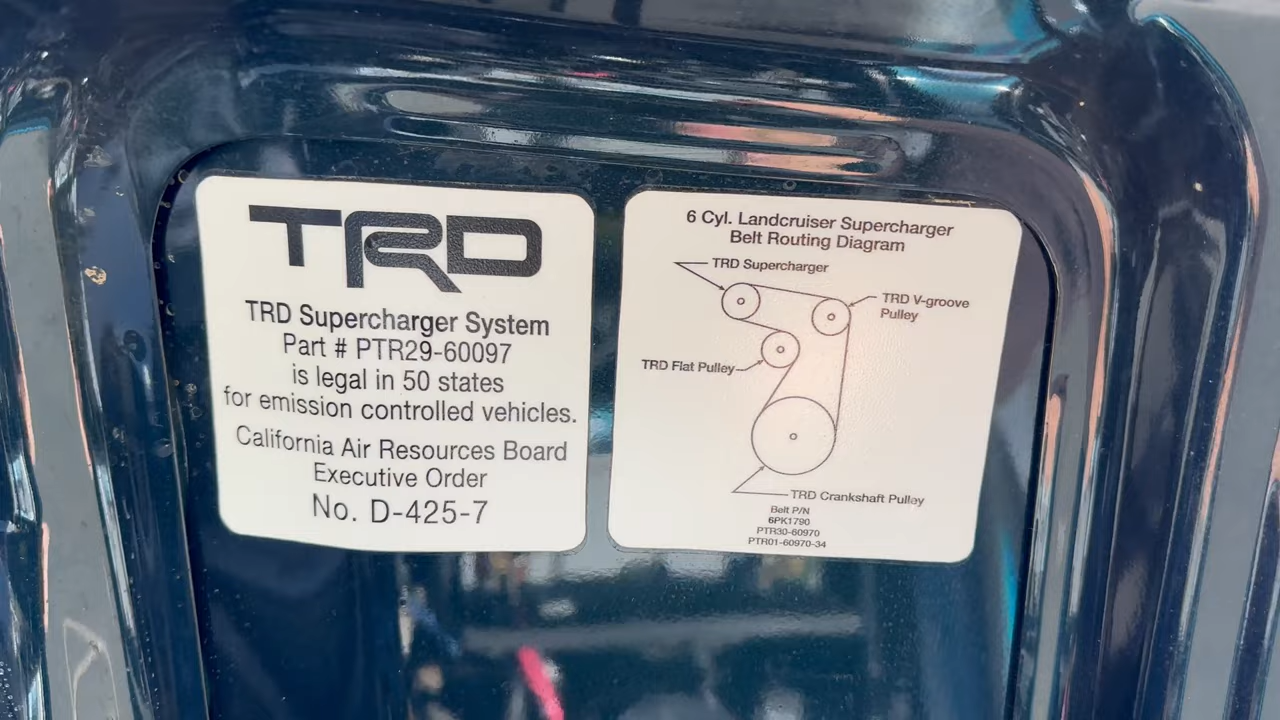 TRD
TRD Supercharger System
Part # PTR29-60097
is legal in 50 states
for emission controlled vehicles.
California Air Resources Board
Executive Order
No. D-425-7
6 Cyl. Landcruiser Supercharger
Belt Routing Diagram
TRD Supercharger
TRD V-groove
Pulley
TRD Flat Pulley
TRD Crankshaft Pulley
Belt P/N
6PK1790
PTR30-60970
PTR01-60970-34